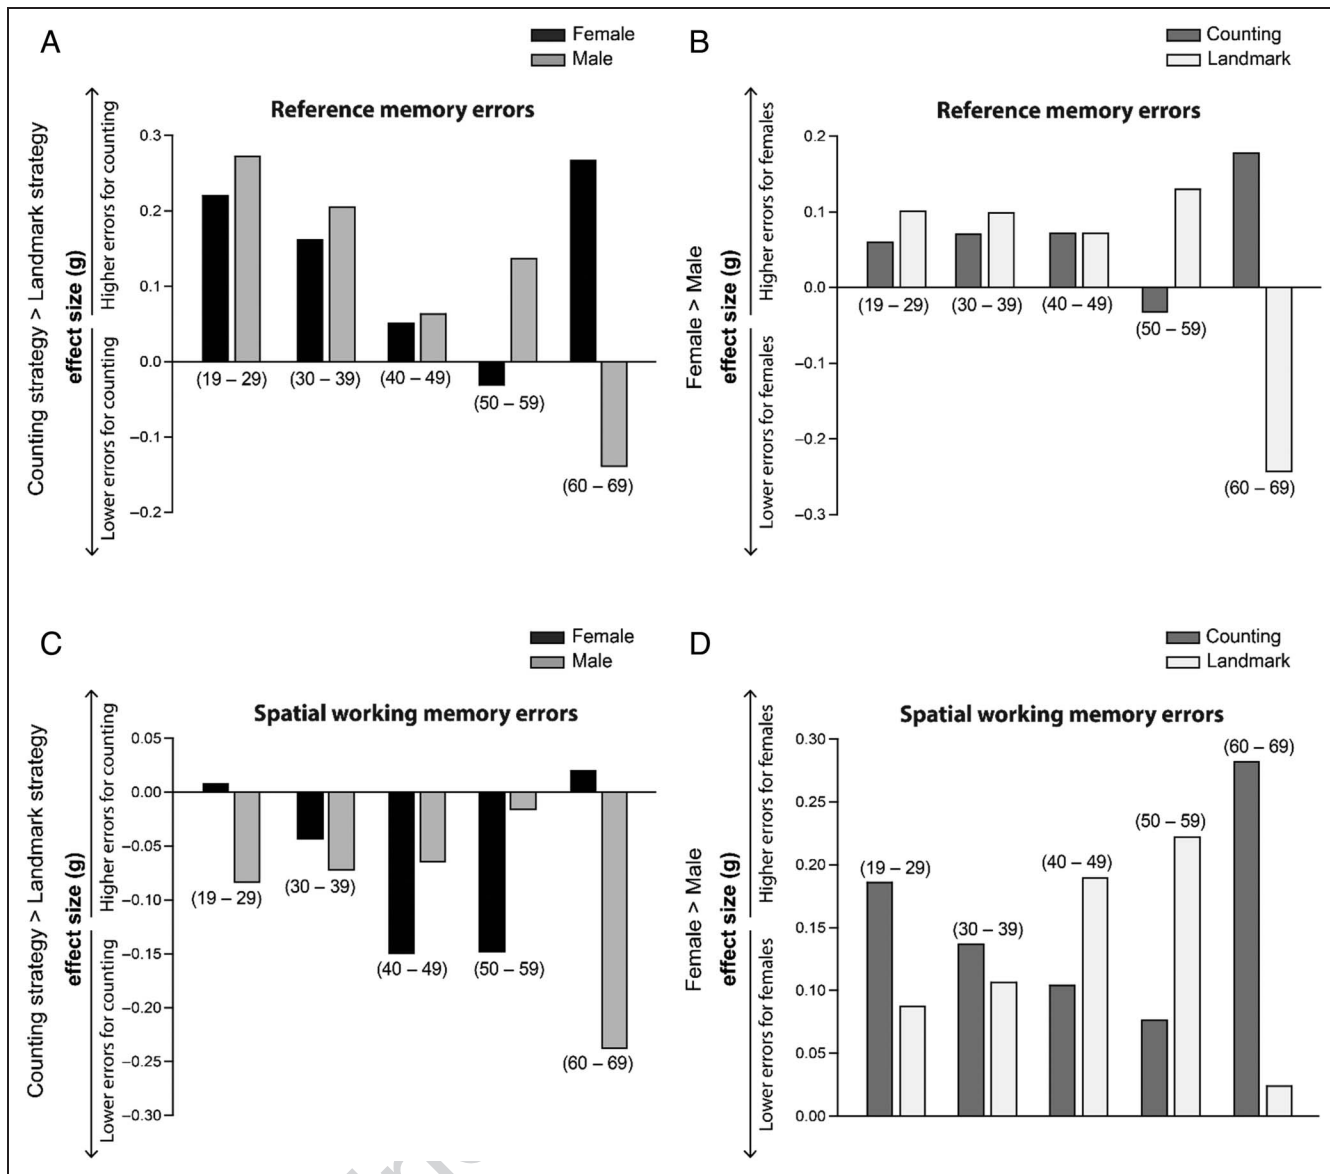 A
Female
Male
Reference memory errors
Counting strategy > Landmark strategy
effect size (g)
Higher errors for counting
Lower errors for counting
0.3
0.2
0.1
0.0
−0.1
−0.2
(19 – 29)
(30 – 39)
(40 – 49)
(50 – 59)
(60 – 69)
B
Counting
Landmark
Reference memory errors
Female > Male
effect size (g)
Higher errors for females
Lower errors for females
0.2
0.1
0.0
−0.1
−0.2
−0.3
(19 – 29)
(30 – 39)
(40 – 49)
(50 – 59)
(60 – 69)
C
Female
Male
Spatial working memory errors
Counting strategy > Landmark strategy
effect size (g)
Higher errors for counting
Lower errors for counting
0.05
0.00
−0.05
−0.10
−0.15
−0.20
−0.25
−0.30
(19 – 29)
(30 – 39)
(40 – 49)
(50 – 59)
(60 – 69)
D
Counting
Landmark
Spatial working memory errors
Female > Male
effect size (g)
Higher errors for females
Lower errors for females
0.30
0.25
0.20
0.15
0.10
0.05
0.00
(19 – 29)
(30 – 39)
(40 – 49)
(50 – 59)
(60 – 69)